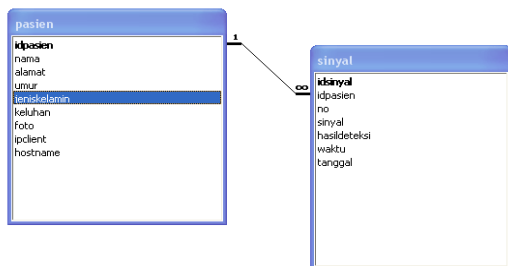 pasien
idpasien
nama
alamat
umur
jeniskelamin
keluhan
foto
ipclient
hostname
1
∞
sinyal
idsinyal
idpasien
no
sinyal
hasildeteksi
waktu
tanggal